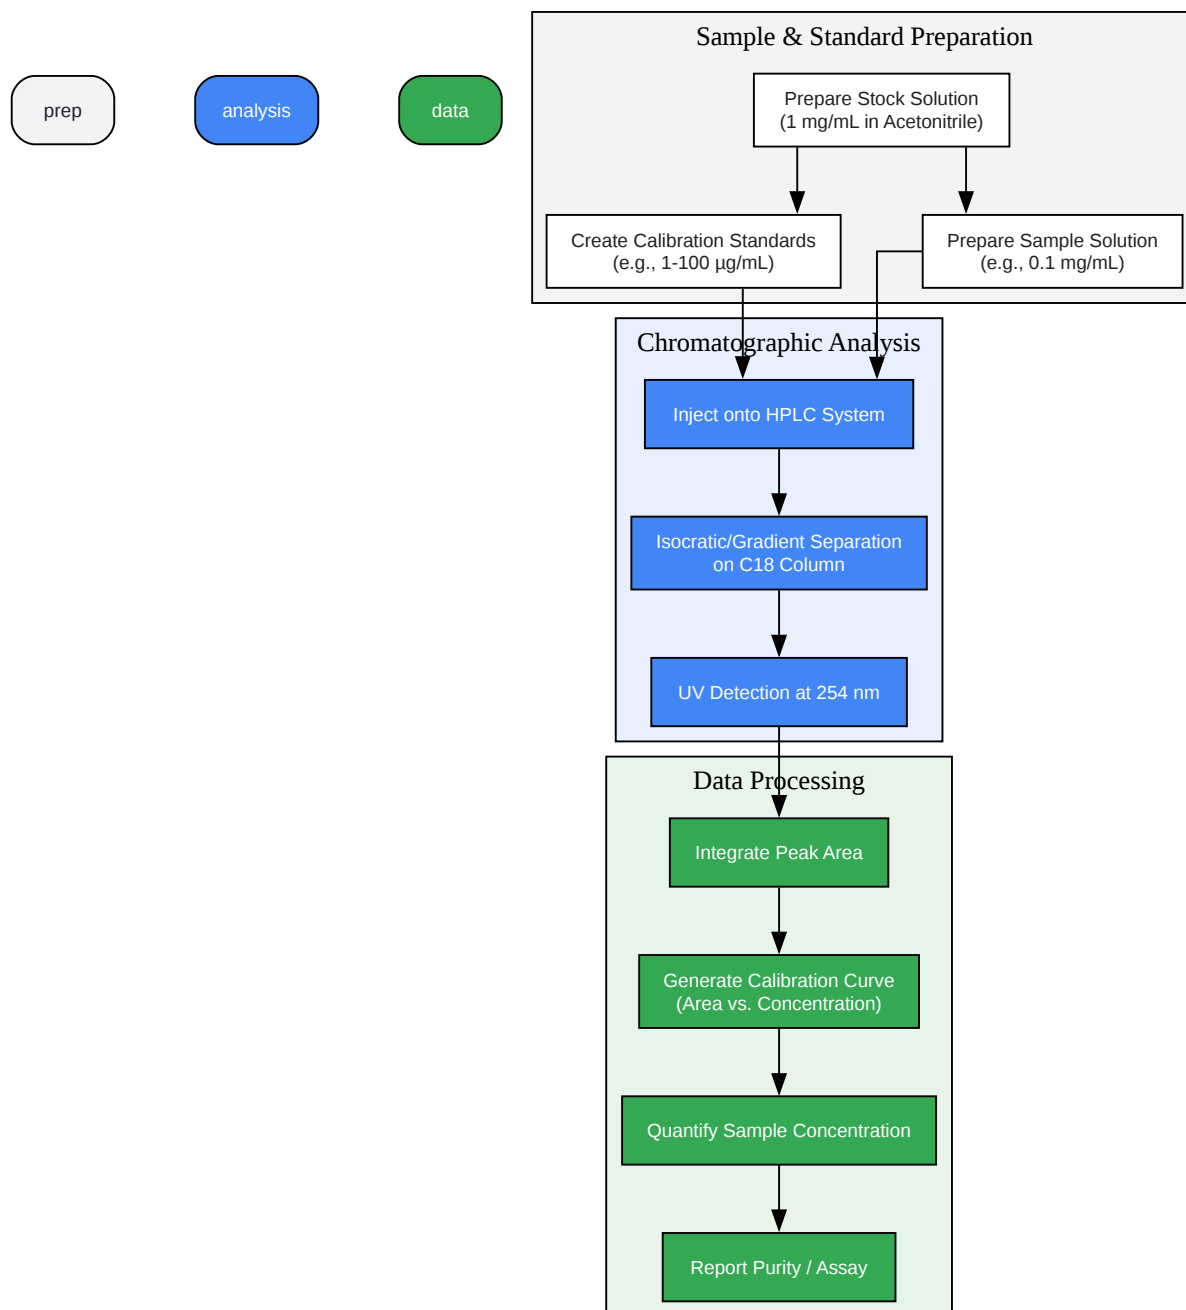 Sample & Standard Preparation
prep
analysis
data
Prepare Stock Solution
(1 mg/mL in Acetonitrile)
Create Calibration Standards
(e.g., 1-100 µg/mL)
Prepare Sample Solution
(e.g., 0.1 mg/mL)
Chromatographic Analysis
Inject onto HPLC System
Isocratic/Gradient Separation
on C18 Column
UV Detection at 254 nm
Data Processing
Integrate Peak Area
Generate Calibration Curve
(Area vs. Concentration)
Quantify Sample Concentration
Report Purity / Assay